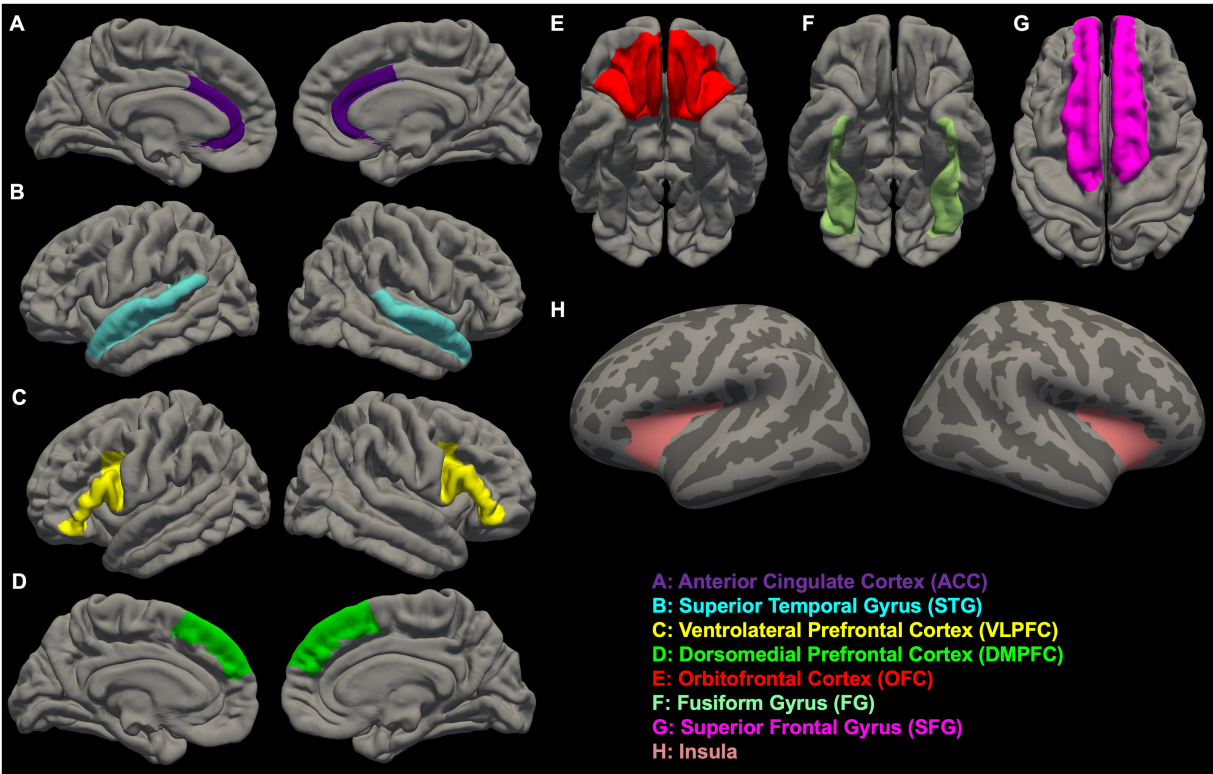 A
E
F
G
B
H
C
D
A: Anterior Cingulate Cortex (ACC)
B: Superior Temporal Gyrus (STG)
C: Ventrolateral Prefrontal Cortex (VLPFC)
D: Dorsomedial Prefrontal Cortex (DMPFC)
E: Orbitofrontal Cortex (OFC)
F: Fusiform Gyrus (FG)
G: Superior Frontal Gyrus (SFG)
H: Insula